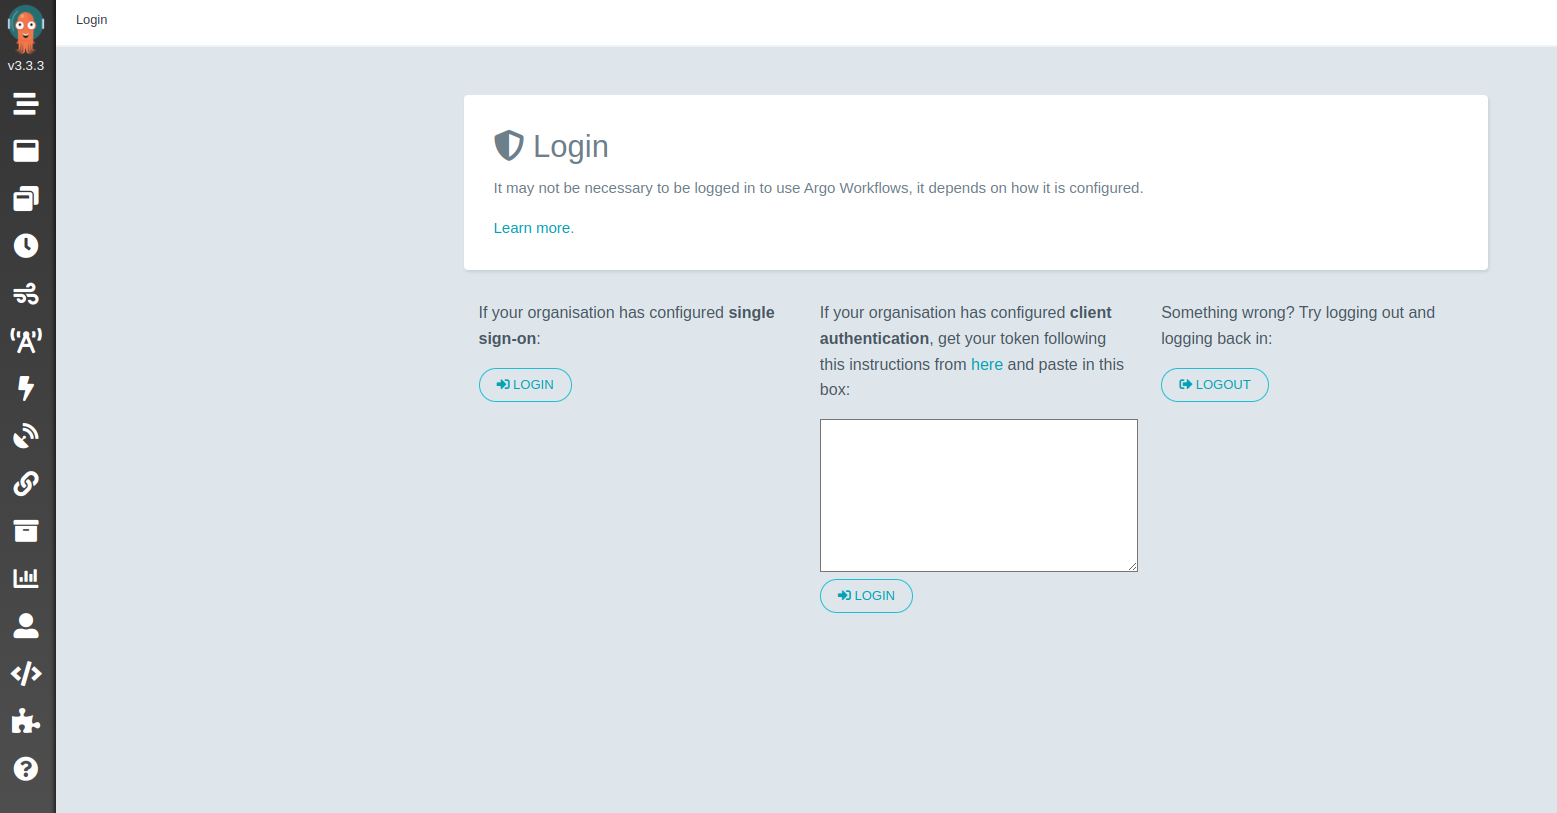 Login
v3.3.3
Login
It may not be necessary to be logged in to use Argo Workflows, it depends on how it is configured.
Learn more.
If your organisation has configured single
sign-on:
LOGIN
If your organisation has configured client
authentication, get your token following
this instructions from here and paste in this
box:
LOGIN
Something wrong? Try logging out and
logging back in:
LOGOUT